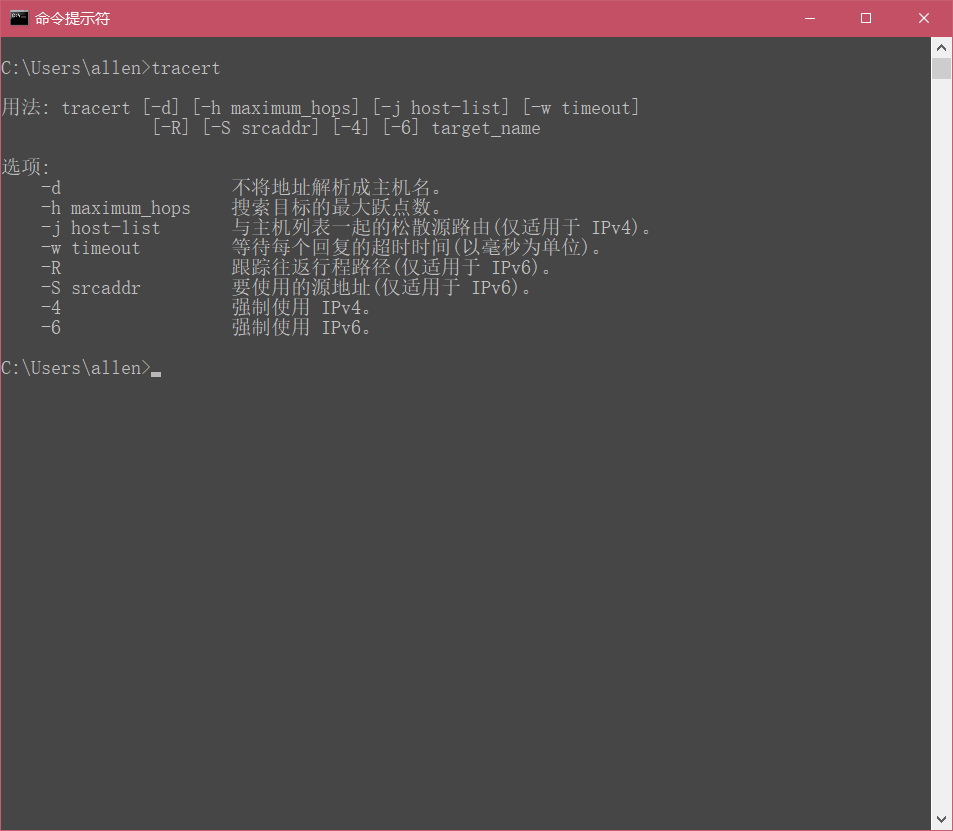 命令提示符
C:\Users\allen>tracert
用法: tracert [-d] [-h maximum_hops] [-j host-list] [-w timeout]
[-R] [-S srcaddr] [-4] [-6] target_name
选项:
-d 不将地址解析成主机名。
-h maximum_hops 搜索目标的最大跃点数。
-j host-list 与主机列表一起的松散源路由(仅适用于 IPv4)。
-w timeout 等待每个回复的超时时间(以毫秒为单位)。
-R 跟踪往返行程路径(仅适用于 IPv6)。
-S srcaddr 要使用的源地址(仅适用于 IPv6)。
-4 强制使用 IPv4。
-6 强制使用 IPv6。
C:\Users\allen>